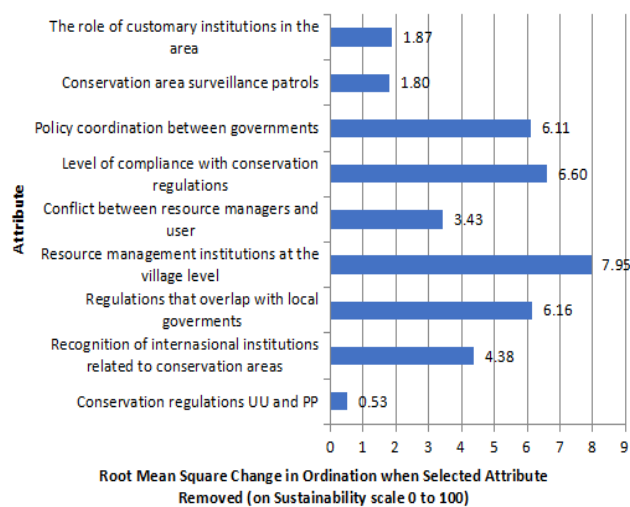 The role of customary institutions in the
area
1.87
Conservation area surveillance patrols
1.80
Policy coordination between governments
6.11
Level of compliance with conservation
regulations
6.60
Conflict between resource managers and
user
3.43
Attribute
Resource management institutions at the
village level
7.95
Regulations that overlap with local
goverments
6.16
Recognition of internasional institutions
related to conservation areas
4.38
Conservation regulations UU and PP
0.53
0 1 2 3 4 5 6 7 8 9
Root Mean Square Change in Ordination when Selected Attribute
Removed (on Sustainability scale 0 to 100)